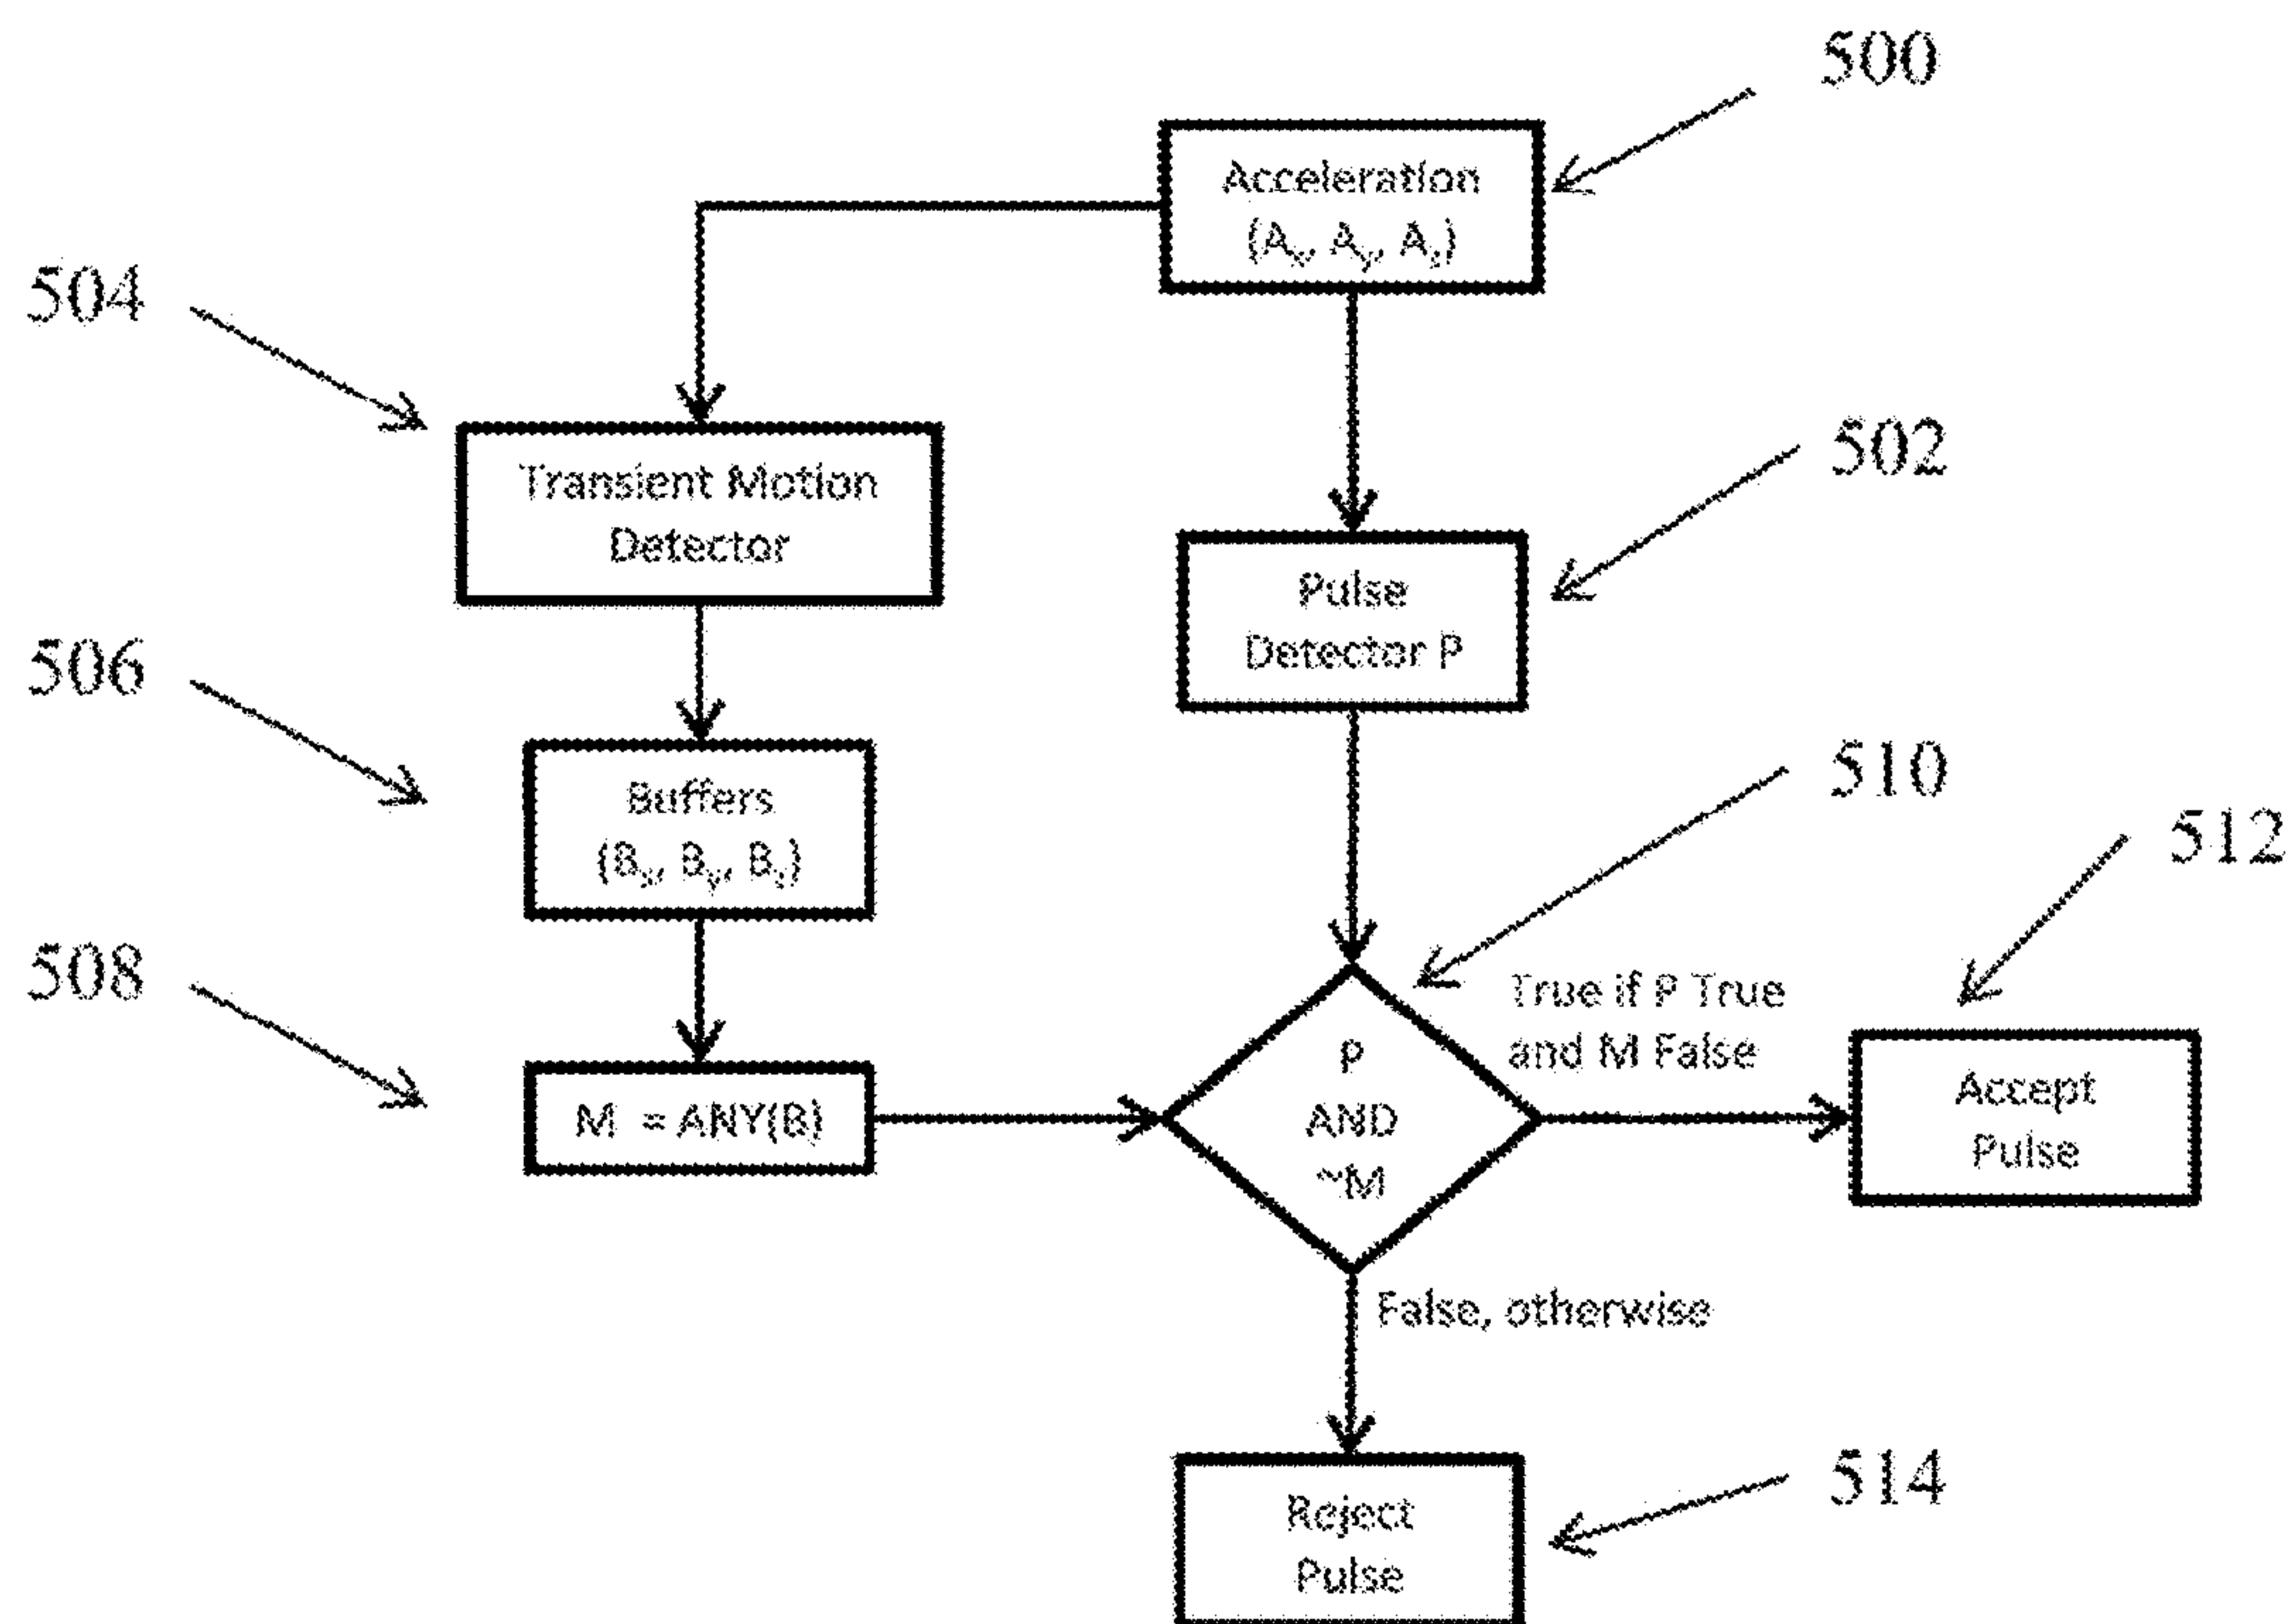 500
Acceleration
(Ax, Ay, Az)
504
Transient Motion
Detector
502
Pulse
Detector P
506
Buffers
(Bx, By, Bz)
510
512
508
M = ANY(B)
P
AND
~M
True if P True
and M False
Accept
Pulse
False, otherwise
514
Reject
Pulse